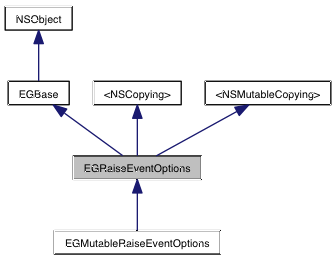 NSObject
EGBase
<NSCopying>
<NSMutableCopying>
EGRaiseEventOptions
EGMutableRaiseEventOptions